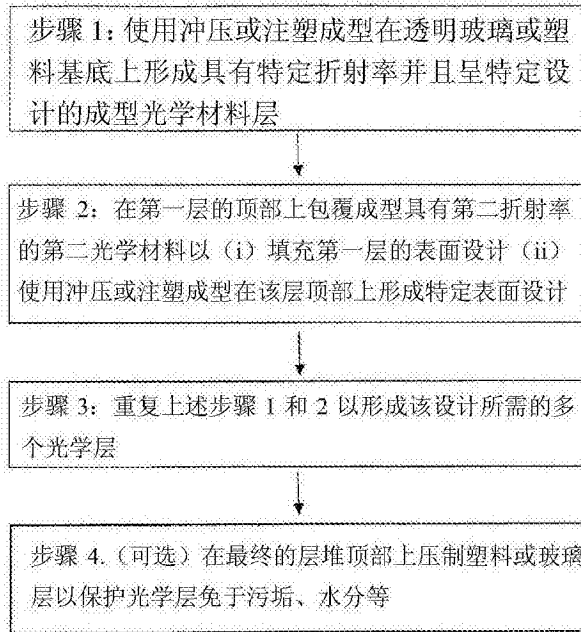 步骤 1: 使用冲压或注塑成型在透明玻璃或塑
料基底上形成具有特定折射率并且呈特定设
计的成型光学材料层
步骤 2：在第一层的顶部上包覆成型具有第二折射率
的第二光学材料以（i）填充第一层的表面设计（ii）
使用冲压或注塑成型在该层顶部上形成特定表面设计
步骤 3：重复上述步骤 1 和 2 以形成该设计所需的多
个光学层
步骤 4.（可选）在最终的层堆顶部上压制塑料或玻璃
层以保护光学层免于污垢、水分等